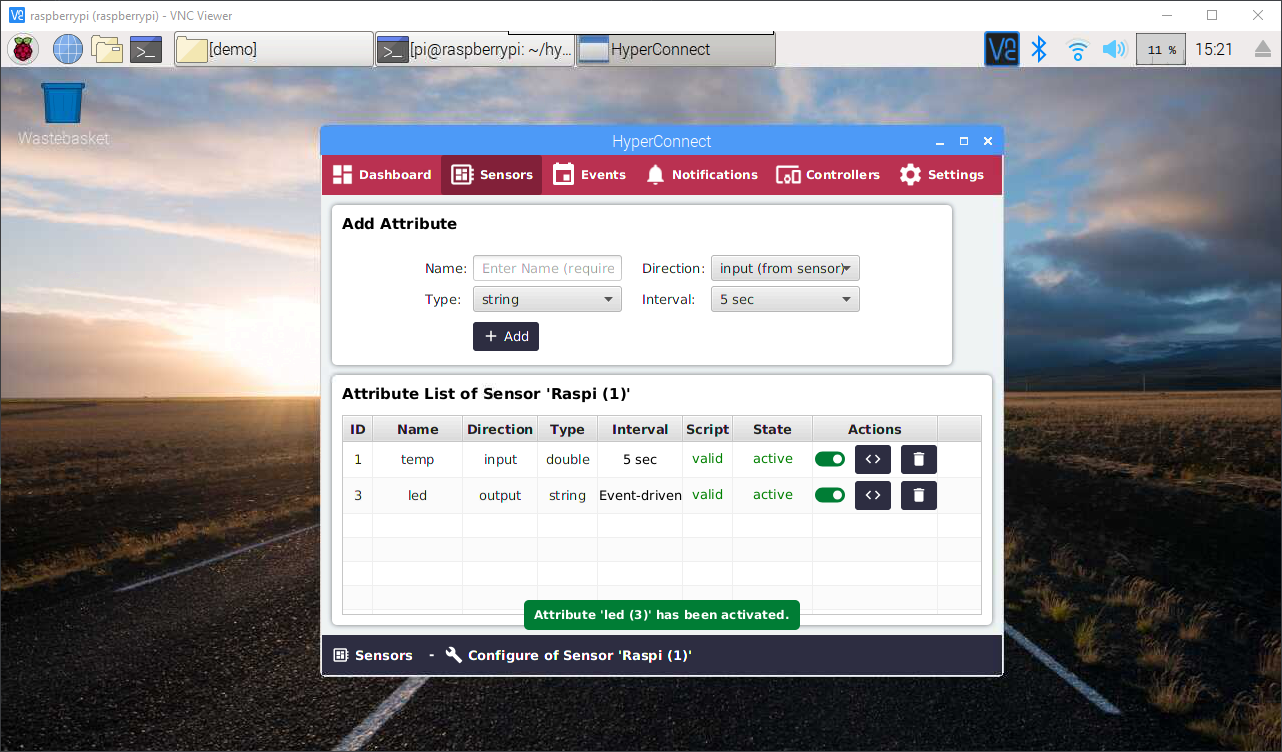 raspberrypi (raspberrypi) - VNC Viewer
[demo] [pi@raspberrypi: ~/hy... HyperConnect 11 % 15:21
Wastebasket
HyperConnect
Dashboard Sensors Events Notifications Controllers Settings
Add Attribute
Name: Enter Name (require Direction: input (from sensor)
Type: string Interval: 5 sec
+ Add
Attribute List of Sensor 'Raspi (1)'
ID Name Direction Type Interval Script State Actions
1 temp input double 5 sec valid active
3 led output string Event-driven valid active
Attribute 'led (3)' has been activated.
Sensors - Configure of Sensor 'Raspi (1)'